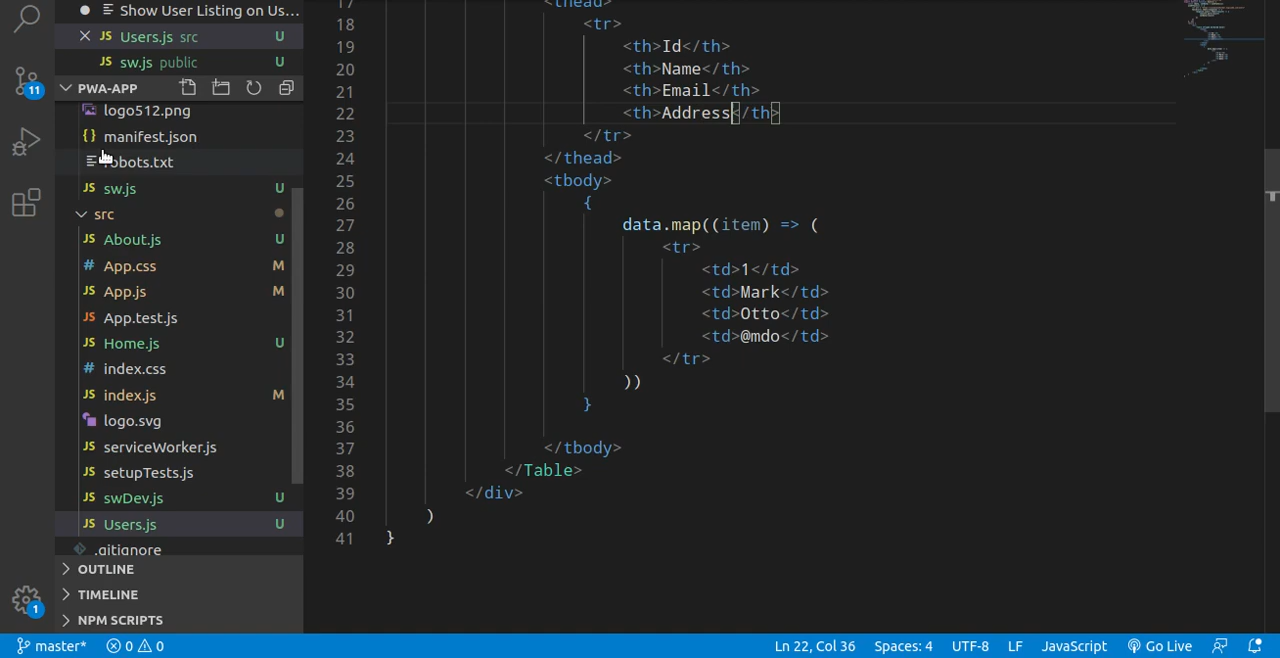 Show User Listing on Us...
Users.js src U
sw.js public U
PWA-APP
logo512.png
manifest.json
robots.txt
sw.js U
src
About.js U
App.css M
App.js M
App.test.js
Home.js U
index.css
index.js M
logo.svg
serviceWorker.js
setupTests.js
swDev.js U
Users.js U
.gitignore
OUTLINE
TIMELINE
NPM SCRIPTS
11
1
17 <thead>
18 <tr>
19 <th>Id</th>
20 <th>Name</th>
21 <th>Email</th>
22 <th>Address</th>
23 </tr>
24 </thead>
25 <tbody>
26 {
27 data.map((item) => (
28 <tr>
29 <td>1</td>
30 <td>Mark</td>
31 <td>Otto</td>
32 <td>@mdo</td>
33 </tr>
34 ))
35 }
36
37 </tbody>
38 </Table>
39 </div>
40 )
41 }
master* 0 0 Ln 22, Col 36 Spaces: 4 UTF-8 LF JavaScript Go Live